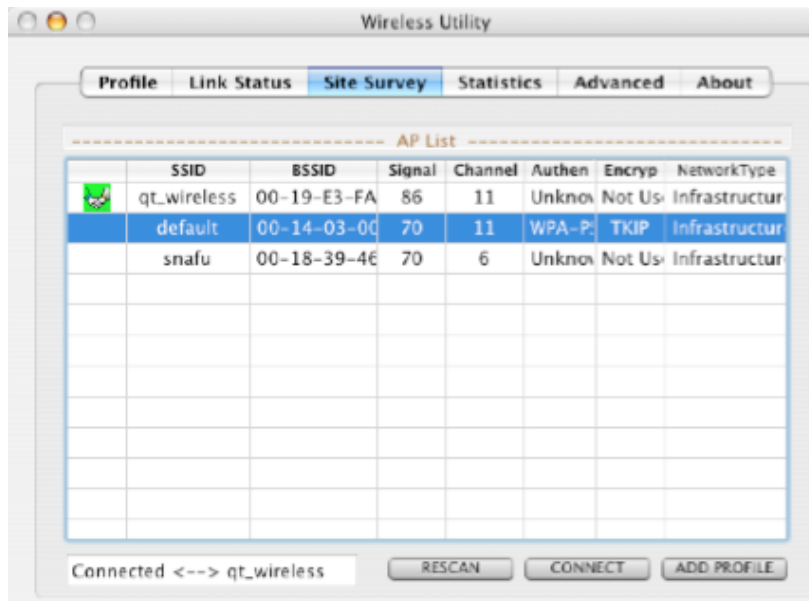 Wireless Utility
Profile Link Status Site Survey Statistics Advanced About
AP List
SSID BSSID Signal Channel Authen Encryp NetworkType
qt_wireless 00-19-E3-FA 86 11 Unknov Not Us Infrastructur
default 00-14-03-00 70 11 WPA-P: TKIP Infrastructur
snafu 00-18-39-46 70 6 Unknov Not Us Infrastructur
Connected <--> qt_wireless RESCAN CONNECT ADD PROFILE